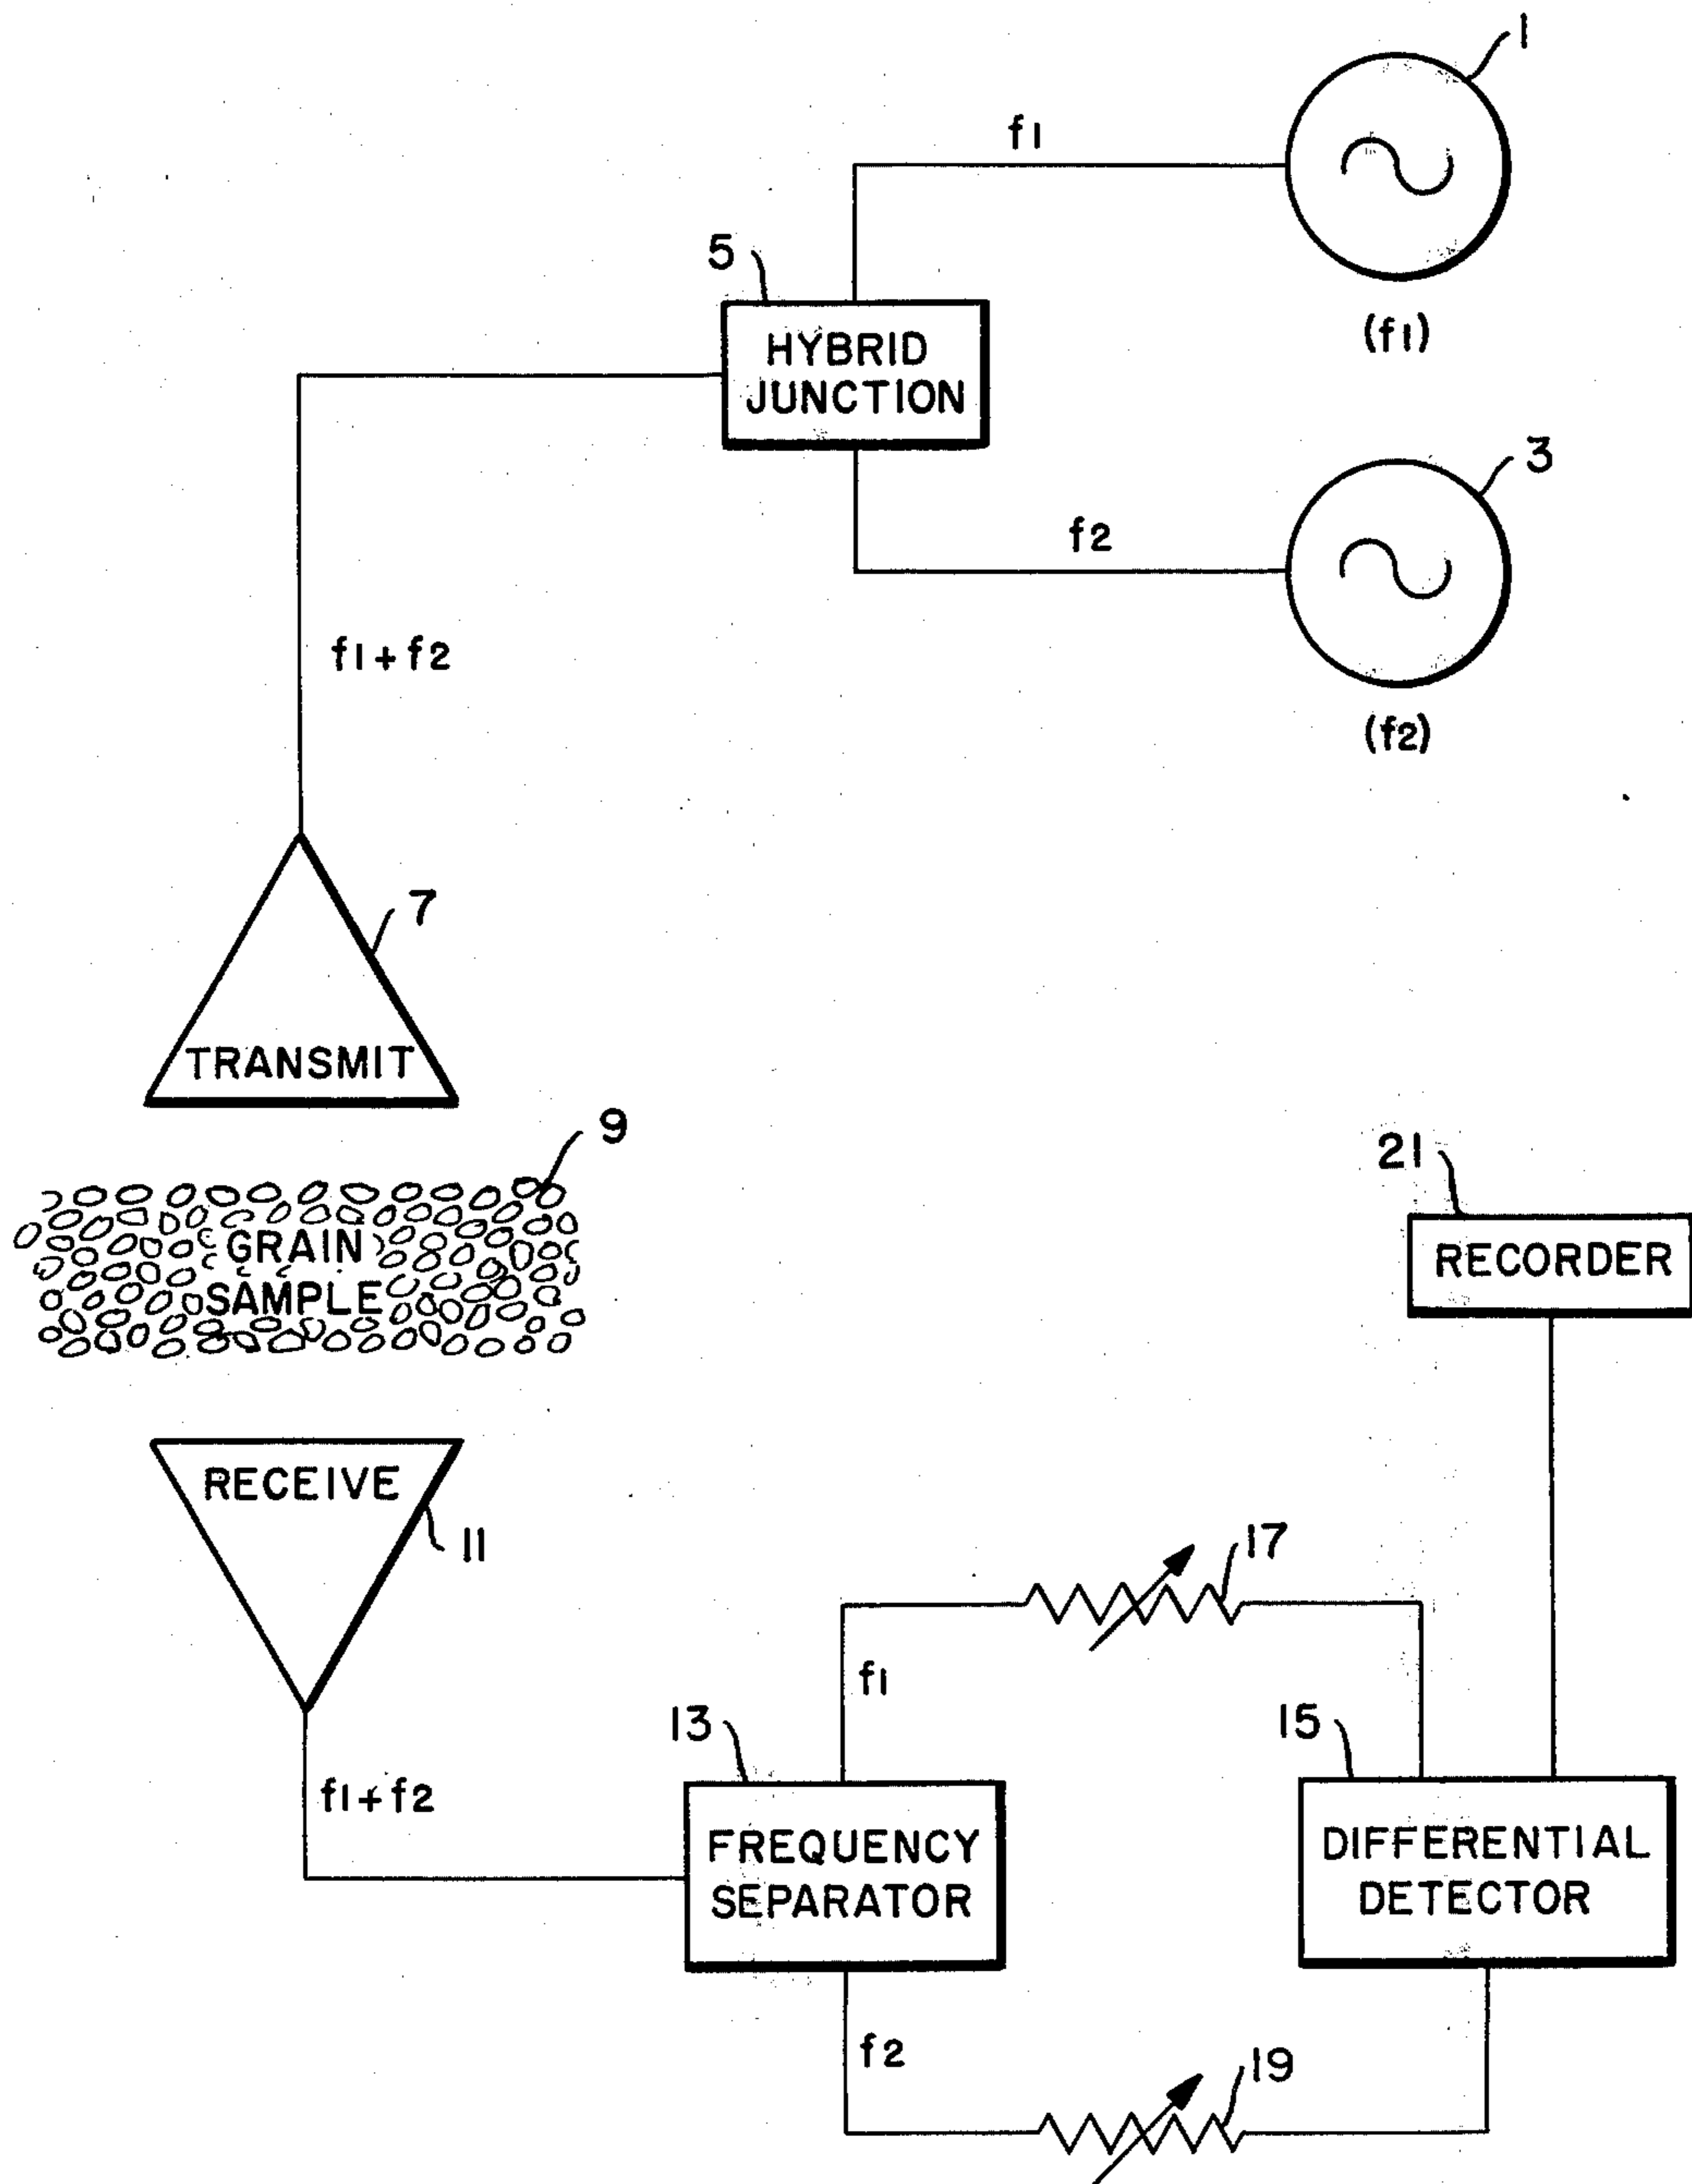 1
f1
5
HYBRID
JUNCTION
(f1)
3
f2
f1+f2
(f2)
7
TRANSMIT
9
21
GRAIN
SAMPLE
RECORDER
RECEIVE
11
17
f1
13
15
f1+f2
FREQUENCY
SEPARATOR
DIFFERENTIAL
DETECTOR
f2
19